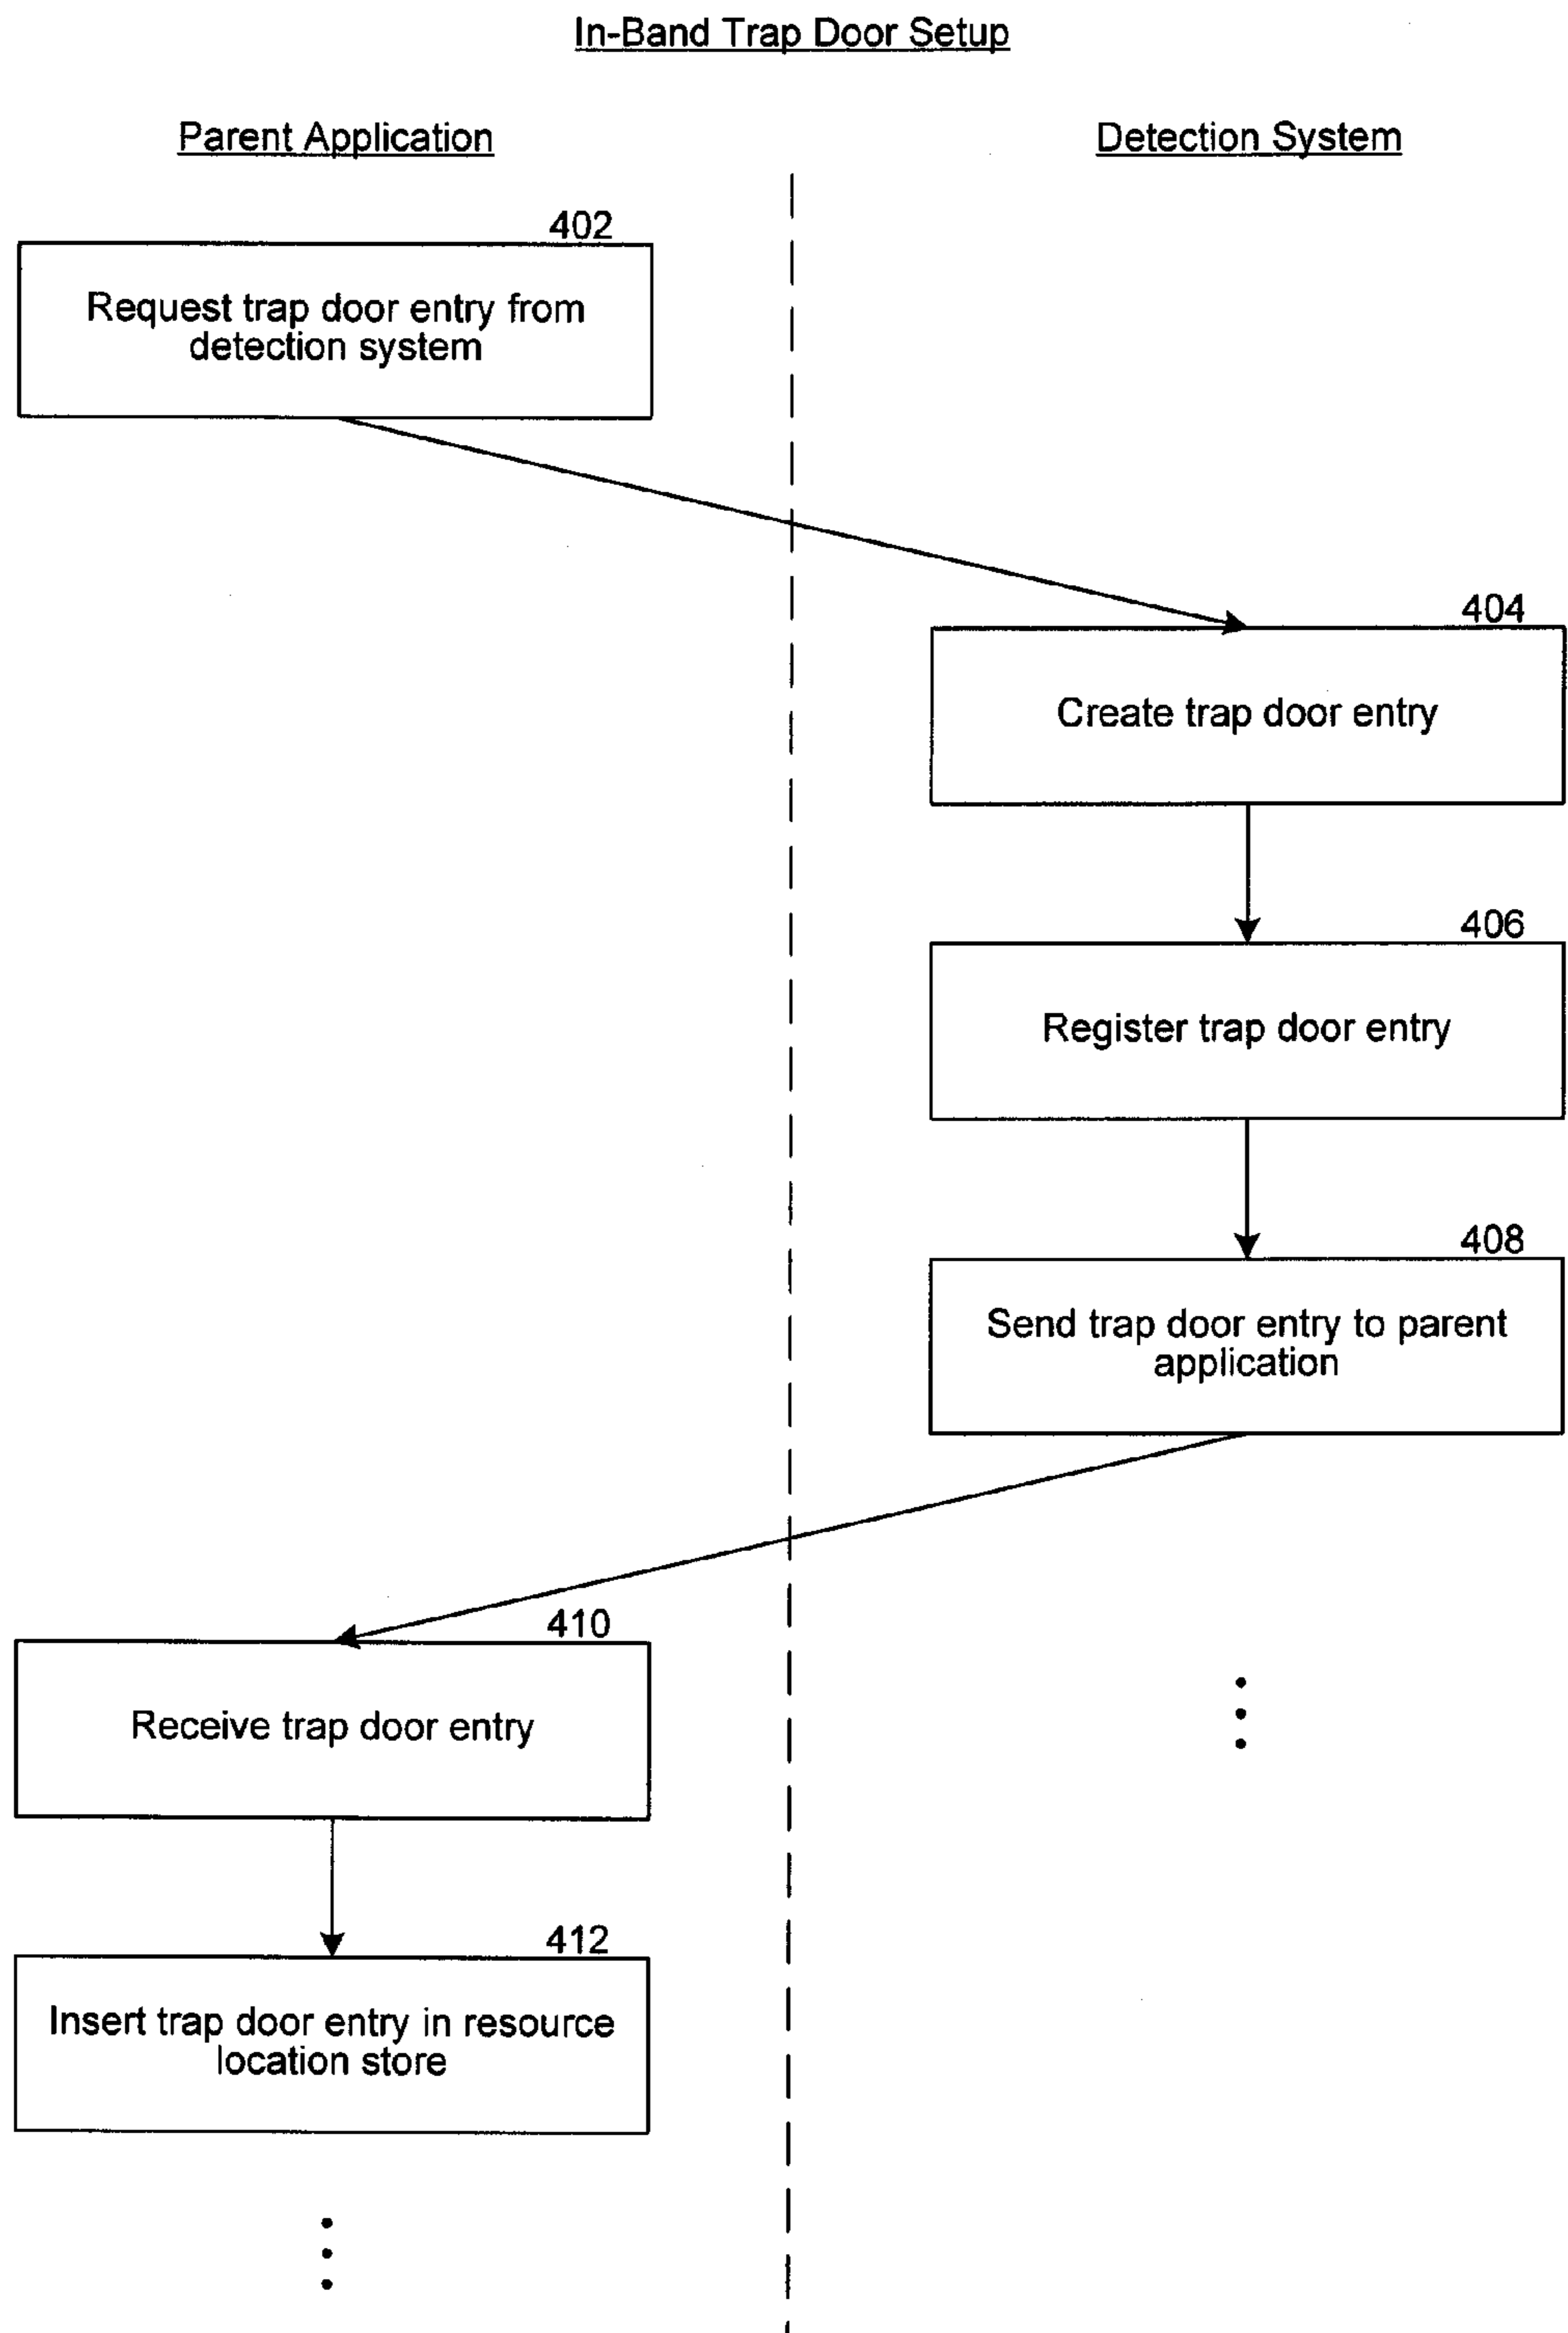 In-Band Trap Door Setup
Parent Application
Detection System
402
Request trap door entry from
detection system
404
Create trap door entry
406
Register trap door entry
408
Send trap door entry to parent
application
410
Receive trap door entry
412
Insert trap door entry in resource
location store